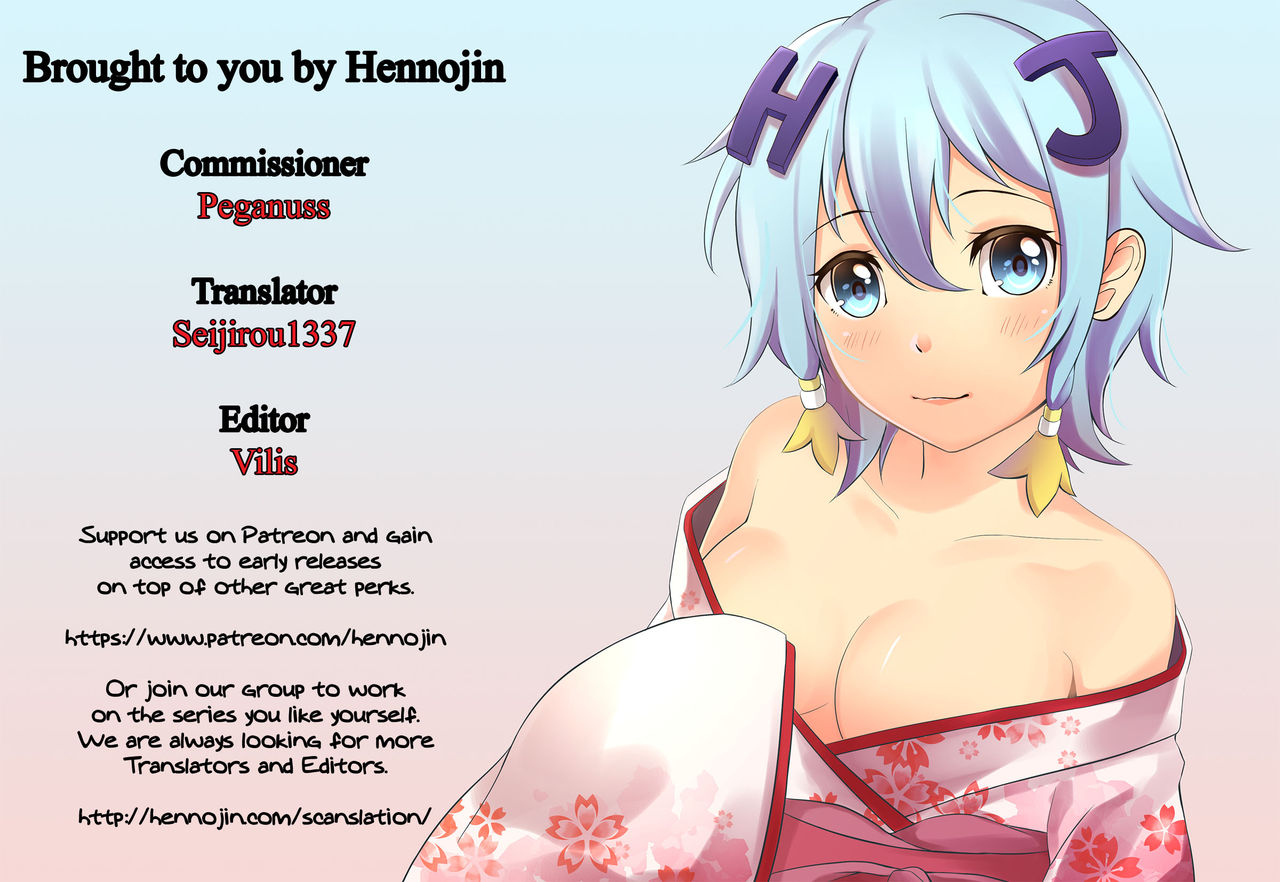 Brought to you by Hennojin
Commissioner
Peganuss
Translator
Seijirou1337
Editor
Vilis
Support us on Patreon and gain
access to early releases
on top of other great perks.
https://www.patreon.com/hennojin
Or join our group to work
on the series you like yourself.
We are always looking for more
Translators and Editors.
http://hennojin.com/scanslation/
H J